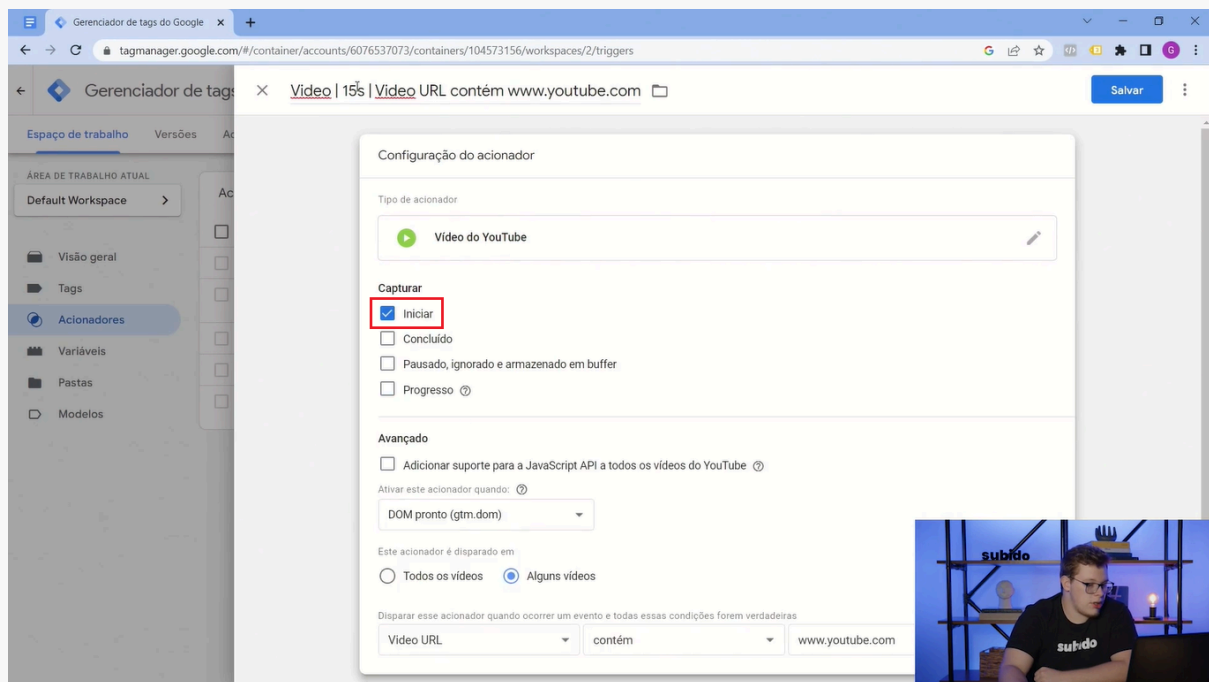 Gerenciador de tags do Google
tagmanager.google.com/#/container/accounts/6076537073/containers/104573156/workspaces/2/triggers
G
G
Gerenciador de tags
Video | 15s | Video URL contém www.youtube.com
Salvar
Espaço de trabalho
Versões
ÁREA DE TRABALHO ATUAL
Default Workspace
Visão geral
Tags
Acionadores
Variáveis
Pastas
Modelos
Configuração do acionador
Tipo de acionador
Vídeo do YouTube
Capturar
Iniciar
Concluído
Pausado, ignorado e armazenado em buffer
Progresso
Avançado
Adicionar suporte para a JavaScript API a todos os vídeos do YouTube
Ativar este acionador quando:
DOM pronto (gtm.dom)
Este acionador é disparado em
Todos os vídeos
Alguns vídeos
Disparar esse acionador quando ocorrer um evento e todas essas condições forem verdadeiras
Video URL
contém
www.youtube.com
subido
subido